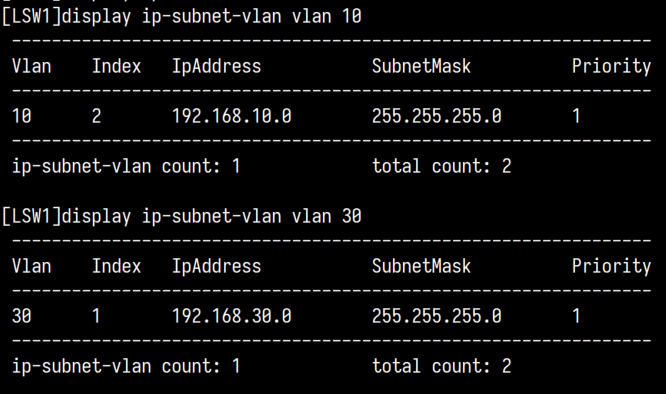 [LSW1]display ip-subnet-vlan vlan 10
----------------------------------------------------------------
Vlan    Index   IpAddress           SubnetMask          Priority
----------------------------------------------------------------
10      2       192.168.10.0        255.255.255.0       1
----------------------------------------------------------------
ip-subnet-vlan count: 1             total count: 2
[LSW1]display ip-subnet-vlan vlan 30
----------------------------------------------------------------
Vlan    Index   IpAddress           SubnetMask          Priority
----------------------------------------------------------------
30      1       192.168.30.0        255.255.255.0       1
----------------------------------------------------------------
ip-subnet-vlan count: 1             total count: 2